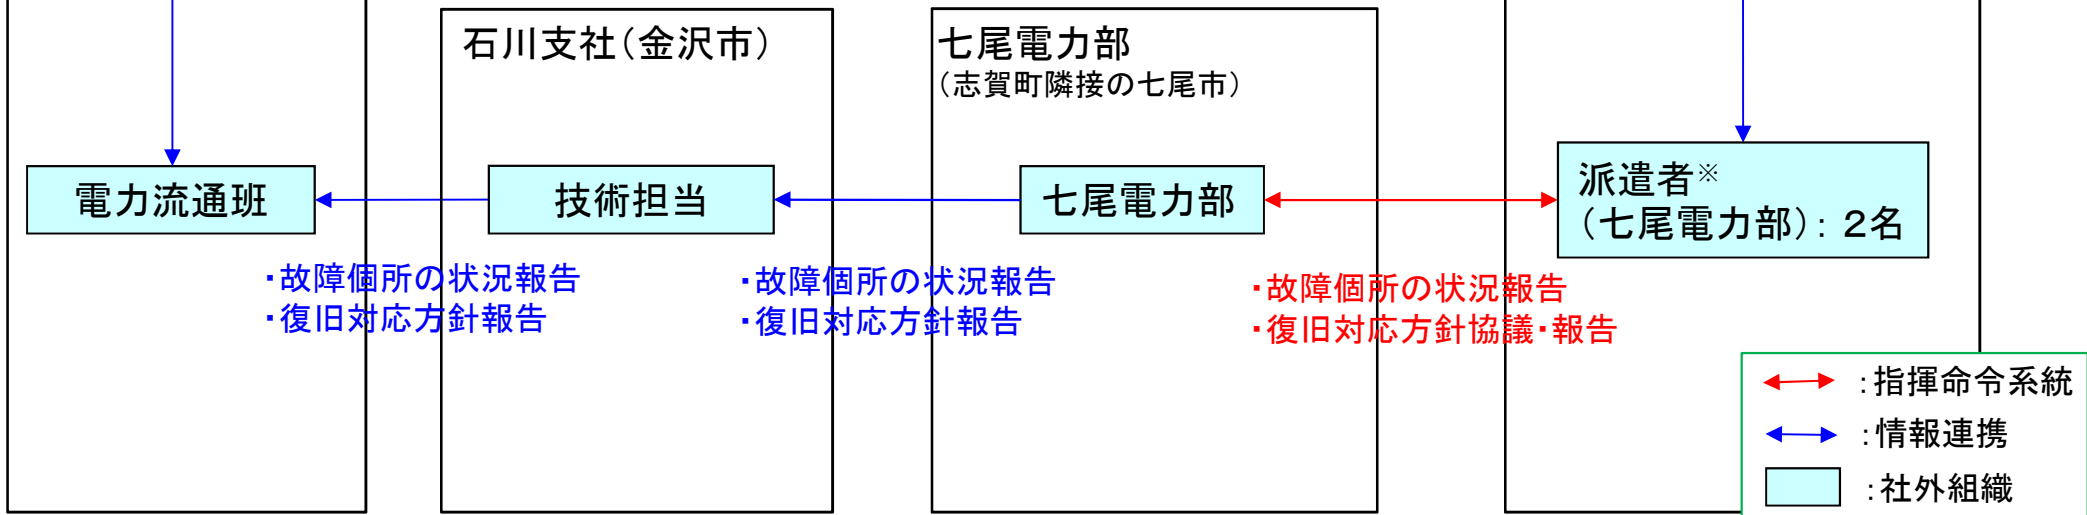 石川支社（金沢市）
七尾電力部
（志賀町隣接の七尾市）
電力流通班
技術担当
七尾電力部
派遣者※
（七尾電力部）：２名
・故障個所の状況報告
・復旧対応方針報告
・故障個所の状況報告
・復旧対応方針報告
・故障個所の状況報告
・復旧対応方針協議・報告
：指揮命令系統
：情報連携
：社外組織